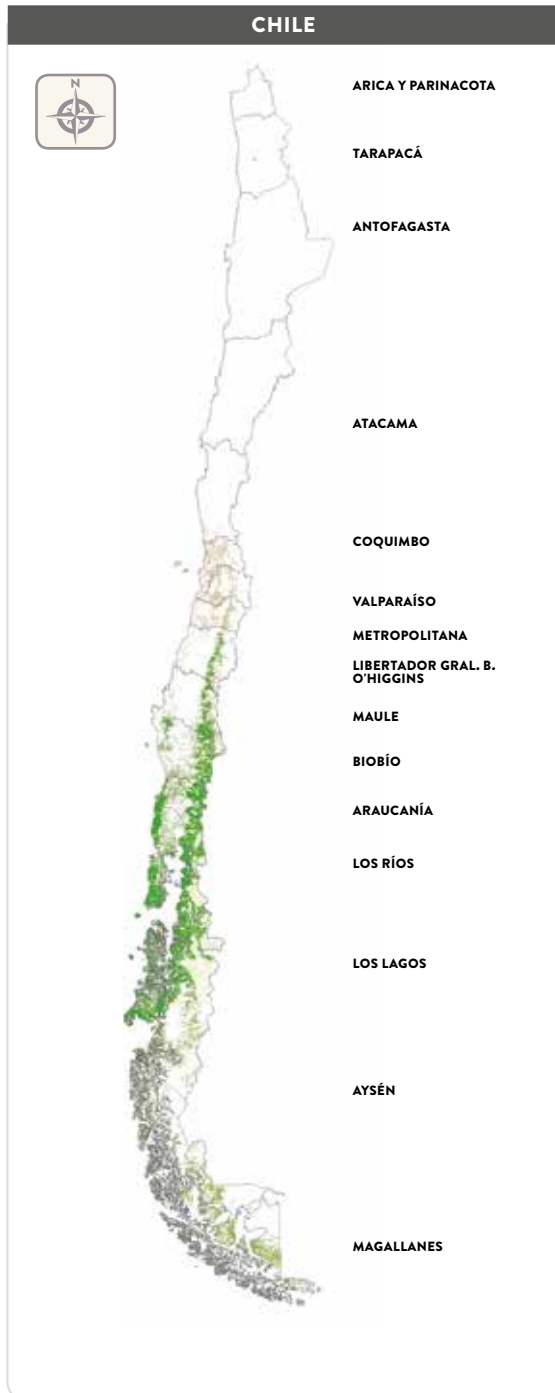 CHILE
N
ARICA Y PARINACOTA
TARAPACÁ
ANTOFAGASTA
ATACAMA
COQUIMBO
VALPARAÍSO
METROPOLITANA
LIBERTADOR GRAL. B.
O'HIGGINS
MAULE
BIOBÍO
ARAUCANÍA
LOS RÍOS
LOS LAGOS
AYSÉN
MAGALLANES